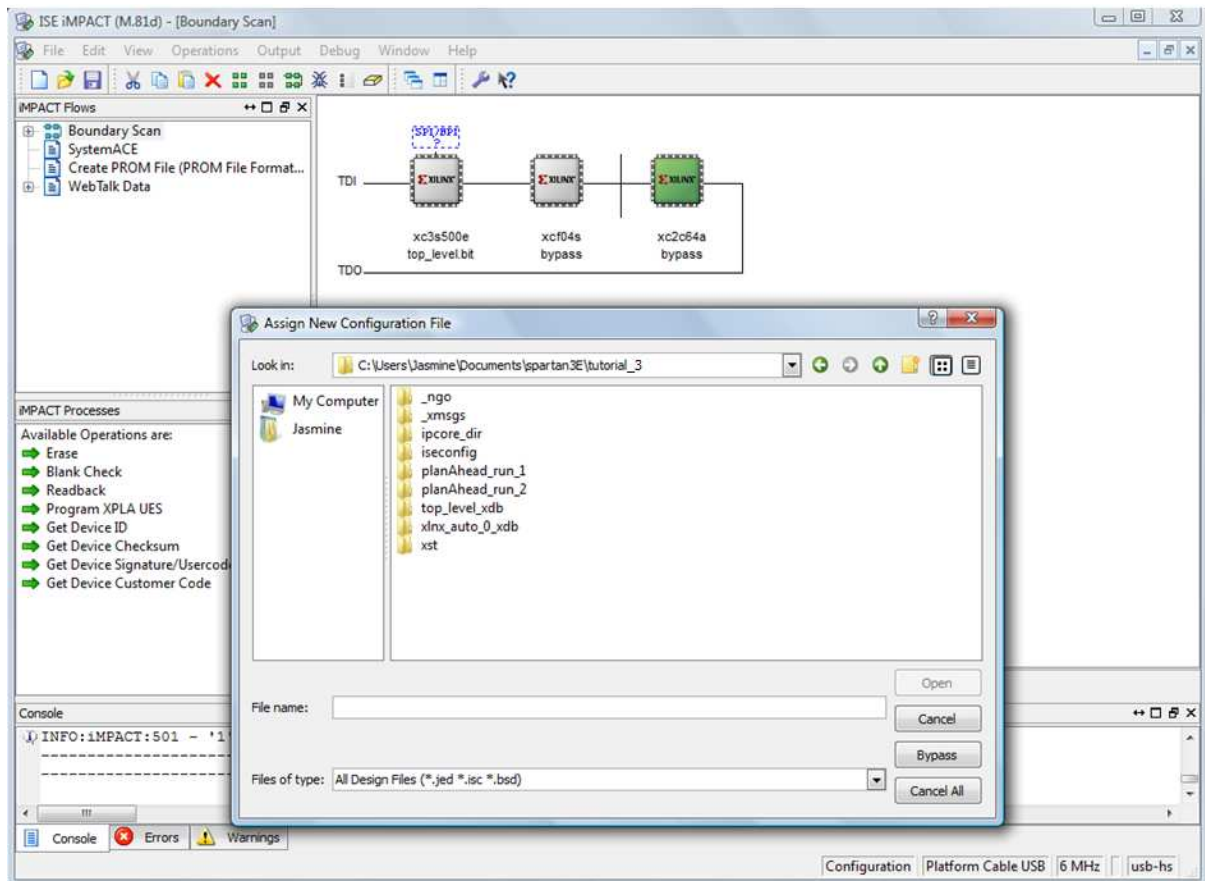 ISE iMPACT (M.81d) - [Boundary Scan]
File Edit View Operations Output Debug Window Help
iMPACT Flows
Boundary Scan
SystemACE
Create PROM File (PROM File Format...
WebTalk Data
SPI/BPI
?
TDI
XILINX
XILINX
XILINX
xc3s500e
top_level.bit
xcf04s
bypass
xc2c64a
bypass
TDO
Assign New Configuration File
Look in: C:\Users\Jasmine\Documents\spartan3E\tutorial_3
My Computer
Jasmine
_ngo
_xmsgs
ipcore_dir
iseconfig
planAhead_run_1
planAhead_run_2
top_level_xdb
xlnx_auto_0_xdb
xst
iMPACT Processes
Available Operations are:
Erase
Blank Check
Readback
Program XPLA UES
Get Device ID
Get Device Checksum
Get Device Signature/Usercod
Get Device Customer Code
Open
File name:
Cancel
Bypass
Files of type: All Design Files (*.jed *.isc *.bsd)
Cancel All
Console
INFO:iMPACT:501 - '1'
--------------------
--------------------
Console Errors Warnings
Configuration Platform Cable USB 6 MHz usb-hs